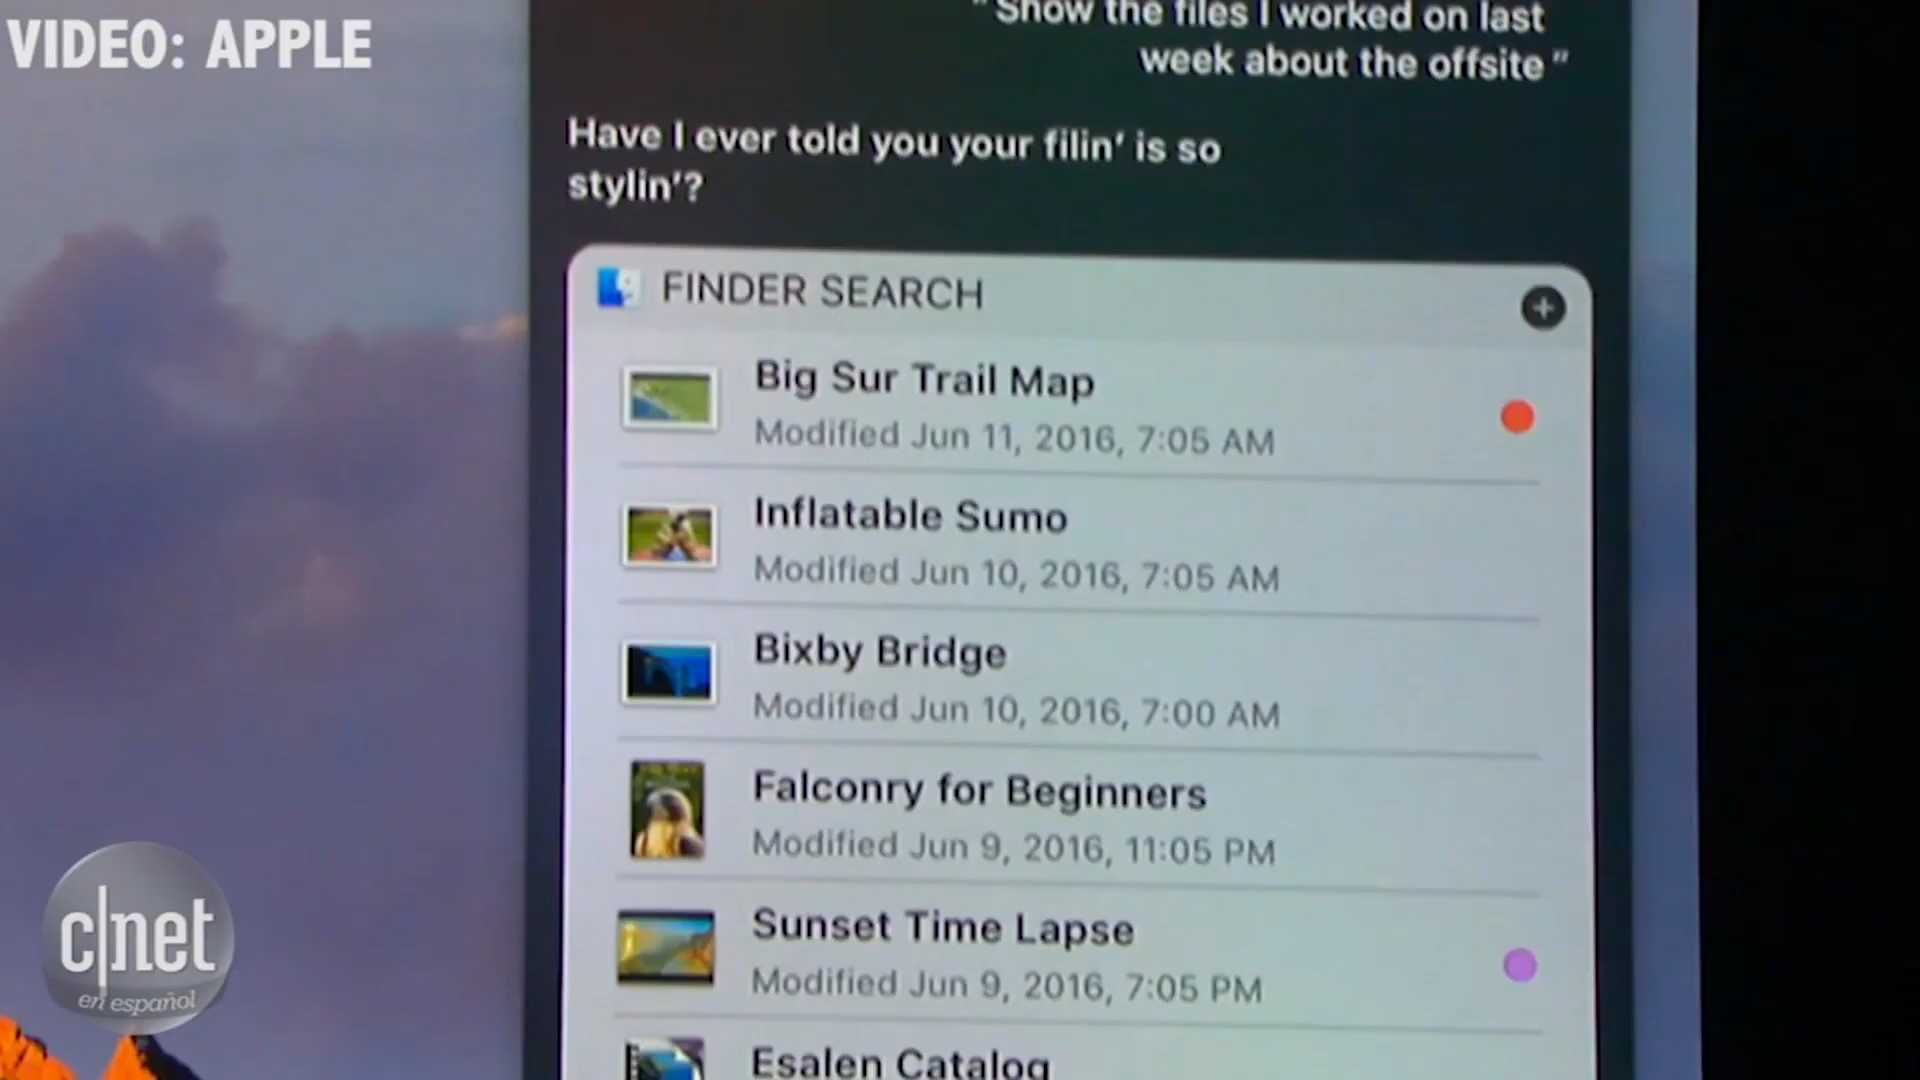 VIDEO: APPLE
"Show the files I worked on last
week about the offsite"
Have I ever told you your filin' is so
stylin'?
FINDER SEARCH
Big Sur Trail Map
Modified Jun 11, 2016, 7:05 AM
Inflatable Sumo
Modified Jun 10, 2016, 7:05 AM
Bixby Bridge
Modified Jun 10, 2016, 7:00 AM
Falconry for Beginners
Modified Jun 9, 2016, 11:05 PM
Sunset Time Lapse
Modified Jun 9, 2016, 7:05 PM
Esalen Catalog
c|net
en español